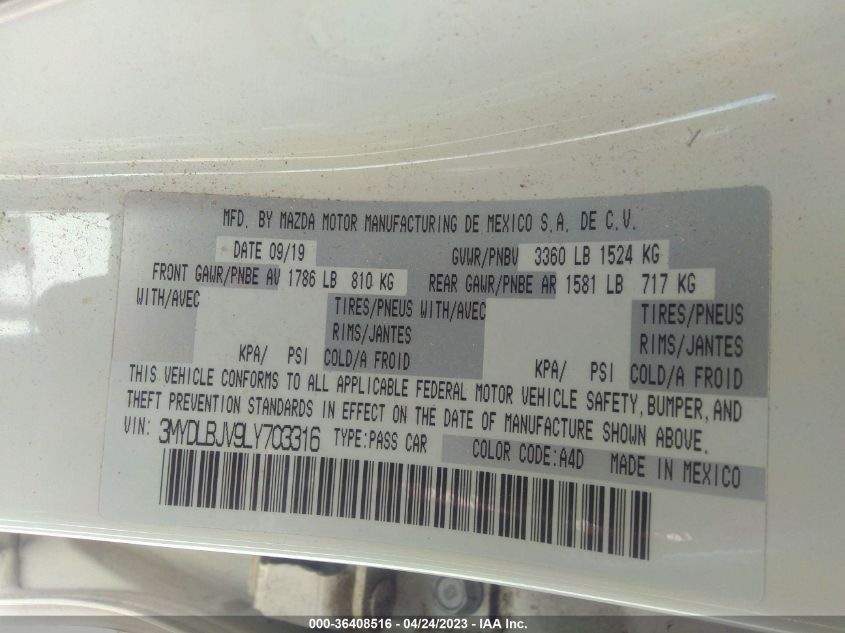 MFD. BY MAZDA MOTOR MANUFACTURING DE MEXICO S.A. DE C.V.
DATE 09/19 GVWR/PNBV 3360 LB 1524 KG
FRONT GAWR/PNBE AV 1786 LB 810 KG REAR GAWR/PNBE AR 1581 LB 717 KG
WITH/AVEC TIRES/PNEUS WITH/AVEC TIRES/PNEUS
RIMS/JANTES RIMS/JANTES
KPA/ PSI COLD/A FROID KPA/ PSI COLD/A FROID
THIS VEHICLE CONFORMS TO ALL APPLICABLE FEDERAL MOTOR VEHICLE SAFETY, BUMPER, AND
THEFT PREVENTION STANDARDS IN EFFECT ON THE DATE OF MANUFACTURE SHOWN ABOVE.
VIN: 3MYDLBJV9LY703316 TYPE:PASS CAR COLOR CODE:A4D MADE IN MEXICO
000-36408516 - 04/24/2023 - IAA Inc.